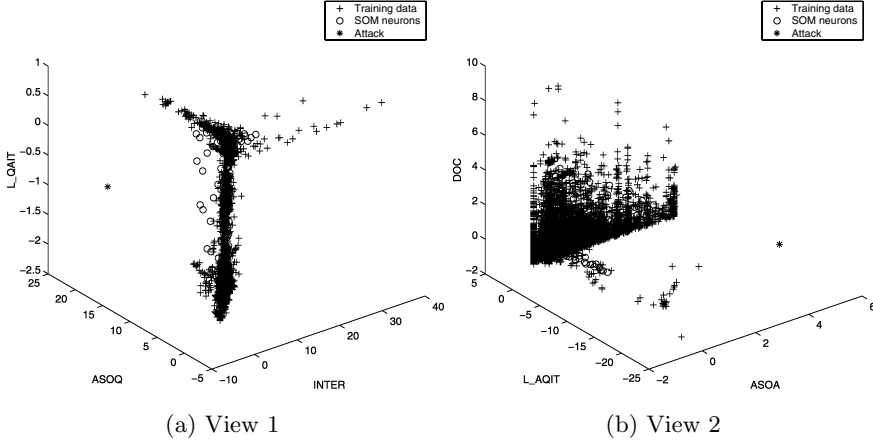 Training data
SOM neurons
Attack
1
0.5
0
−0.5
−1
−1.5
−2
−2.5
L_QAIT
25
20
15
10
5
0
−5
ASOQ
−10
0
10
20
30
40
INTER
(a) View 1
Training data
SOM neurons
Attack
10
8
6
4
2
0
−2
DOC
5
0
−5
−10
−15
−20
−25
L_AQIT
−2
0
2
4
6
ASOA
(b) View 2